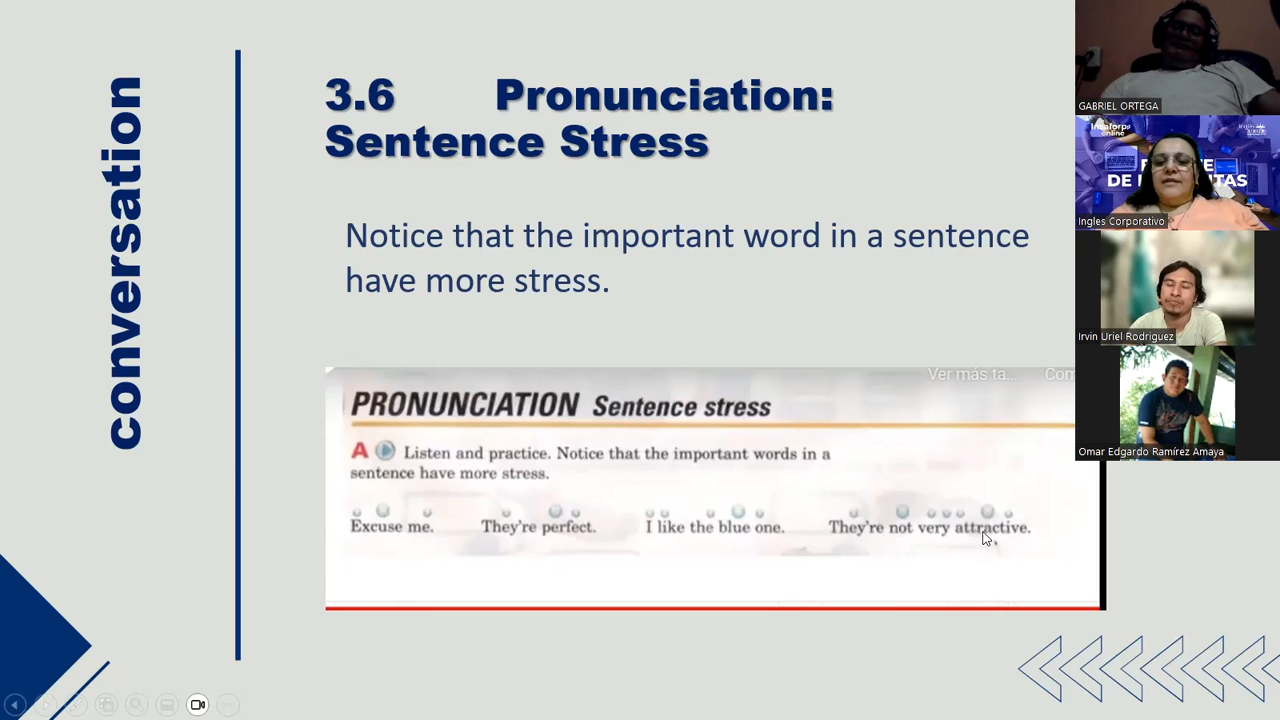 conversation
3.6 Pronunciation:
Sentence Stress
Notice that the important word in a sentence
have more stress.
Ver más ta...
PRONUNCIATION Sentence stress
A Listen and practice. Notice that the important words in a
sentence have more stress.
Excuse me. They're perfect. I like the blue one. They're not very attractive.
GABRIEL ORTEGA
online
DE
Ingles Corporativo
Irvin Uriel Rodriguez
Omar Edgardo Ramírez Amaya